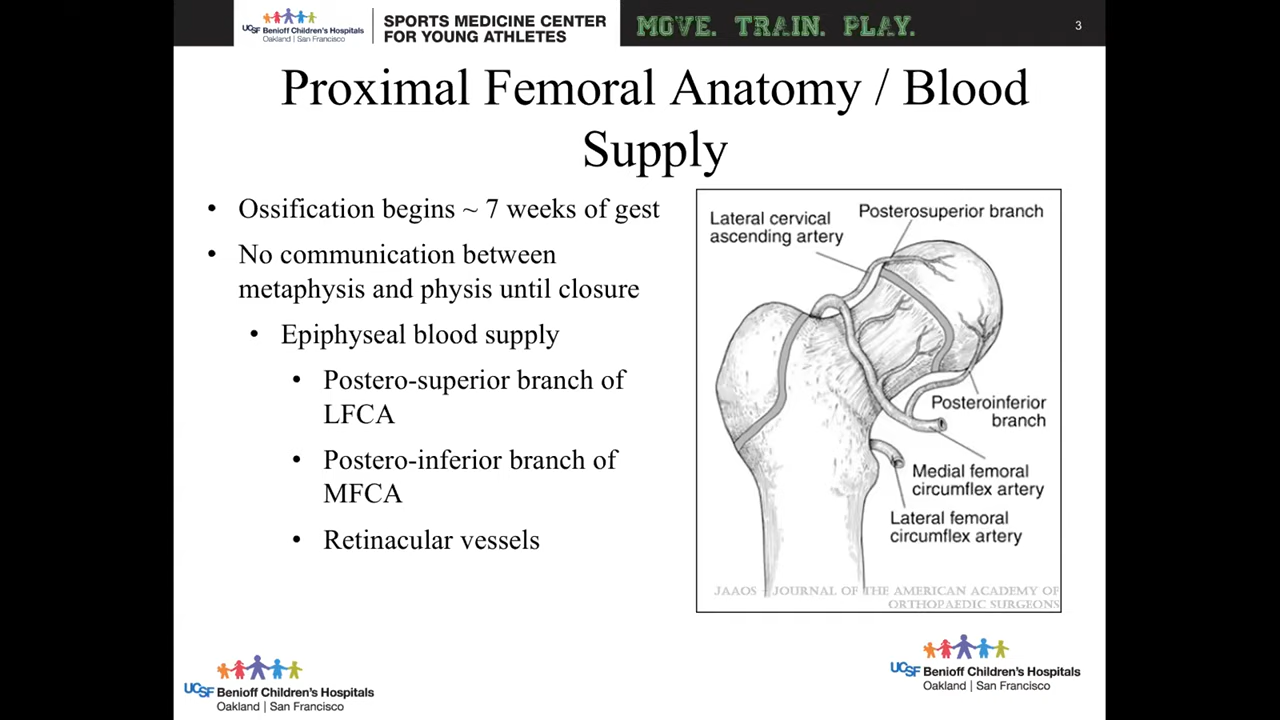 UCSF Benioff Children's Hospitals
Oakland | San Francisco
SPORTS MEDICINE CENTER
FOR YOUNG ATHLETES
MOVE. TRAIN. PLAY.
3
Proximal Femoral Anatomy / Blood
Supply
• Ossification begins ~ 7 weeks of gest
• No communication between
metaphysis and physis until closure
• Epiphyseal blood supply
• Postero-superior branch of
LFCA
• Postero-inferior branch of
MFCA
• Retinacular vessels
Lateral cervical
ascending artery
Posterosuperior branch
Posteroinferior
branch
Medial femoral
circumflex artery
Lateral femoral
circumflex artery
JAAOS - JOURNAL OF THE AMERICAN ACADEMY OF
ORTHOPAEDIC SURGEONS
UCSF Benioff Children's Hospitals
Oakland | San Francisco
UCSF Benioff Children's Hospitals
Oakland | San Francisco